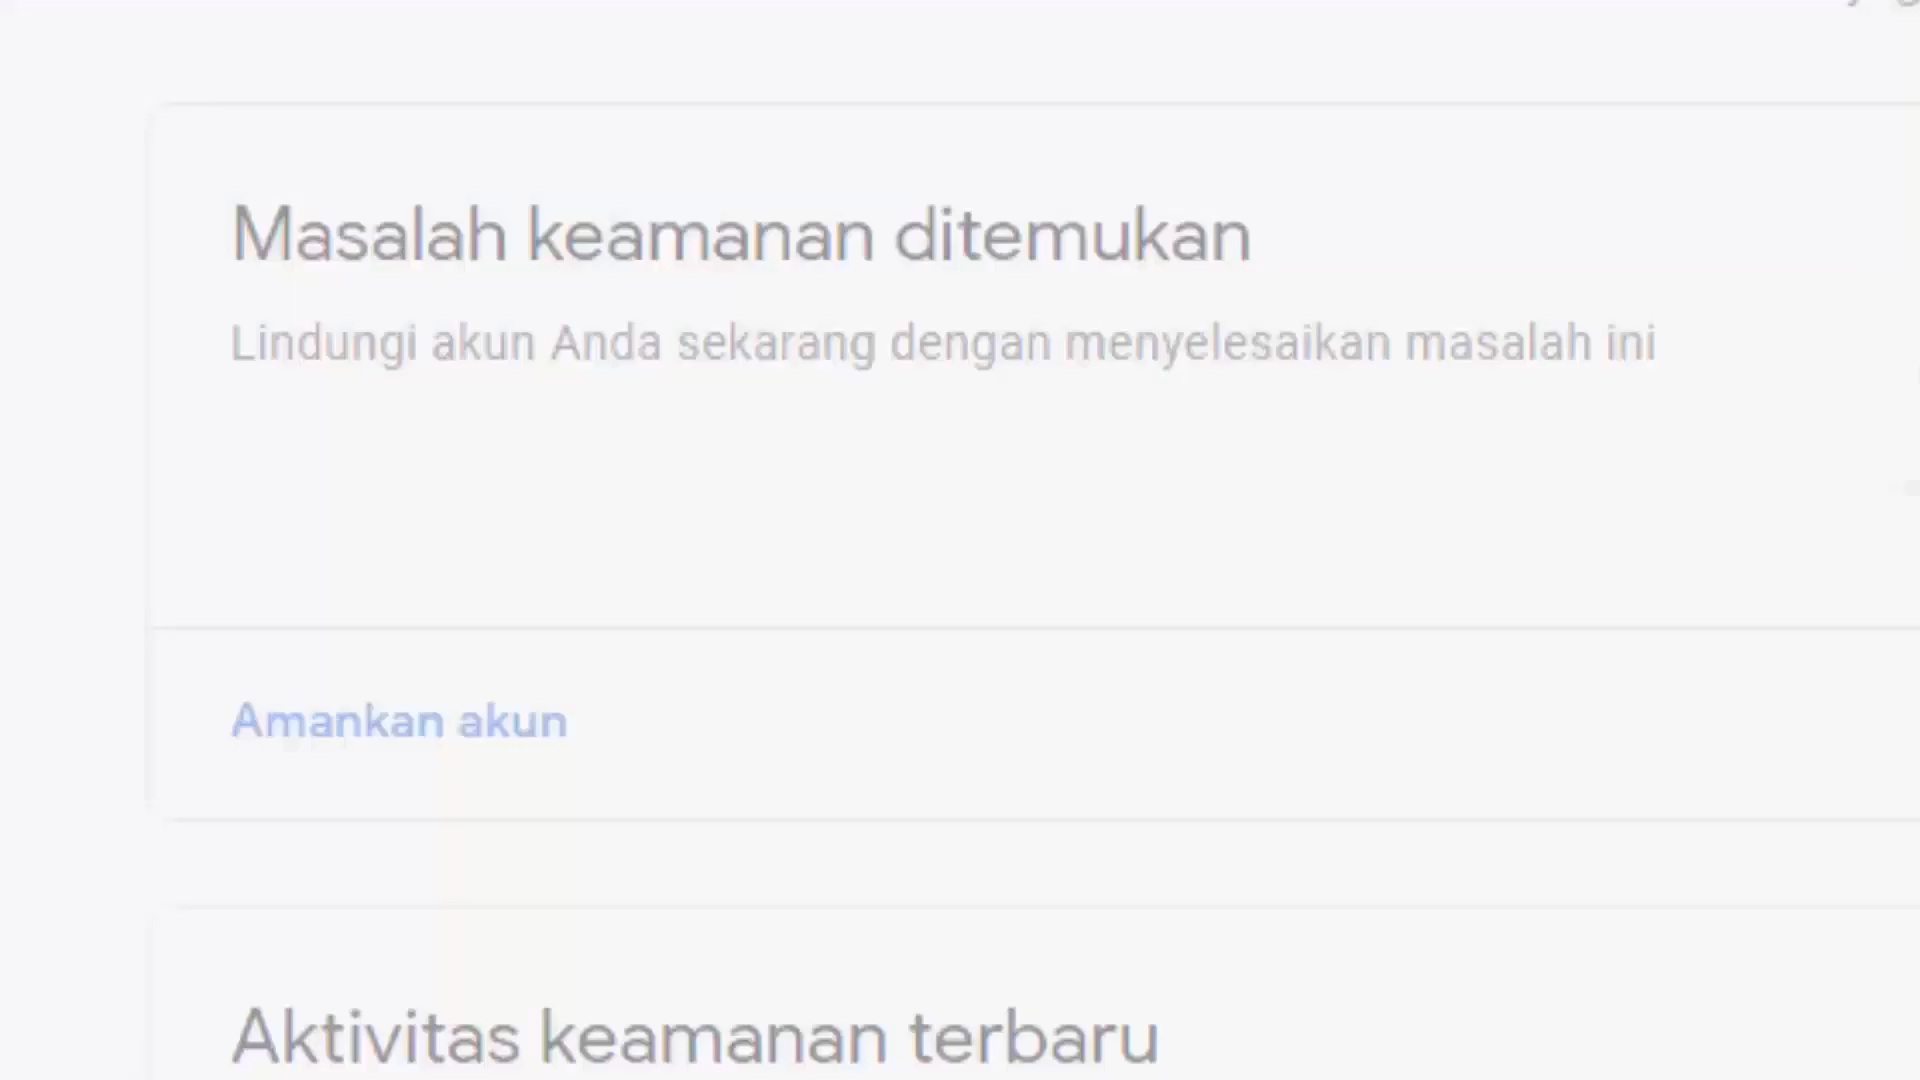 Masalah keamanan ditemukan
Lindungi akun Anda sekarang dengan menyelesaikan masalah ini
Amankan akun
Aktivitas keamanan terbaru